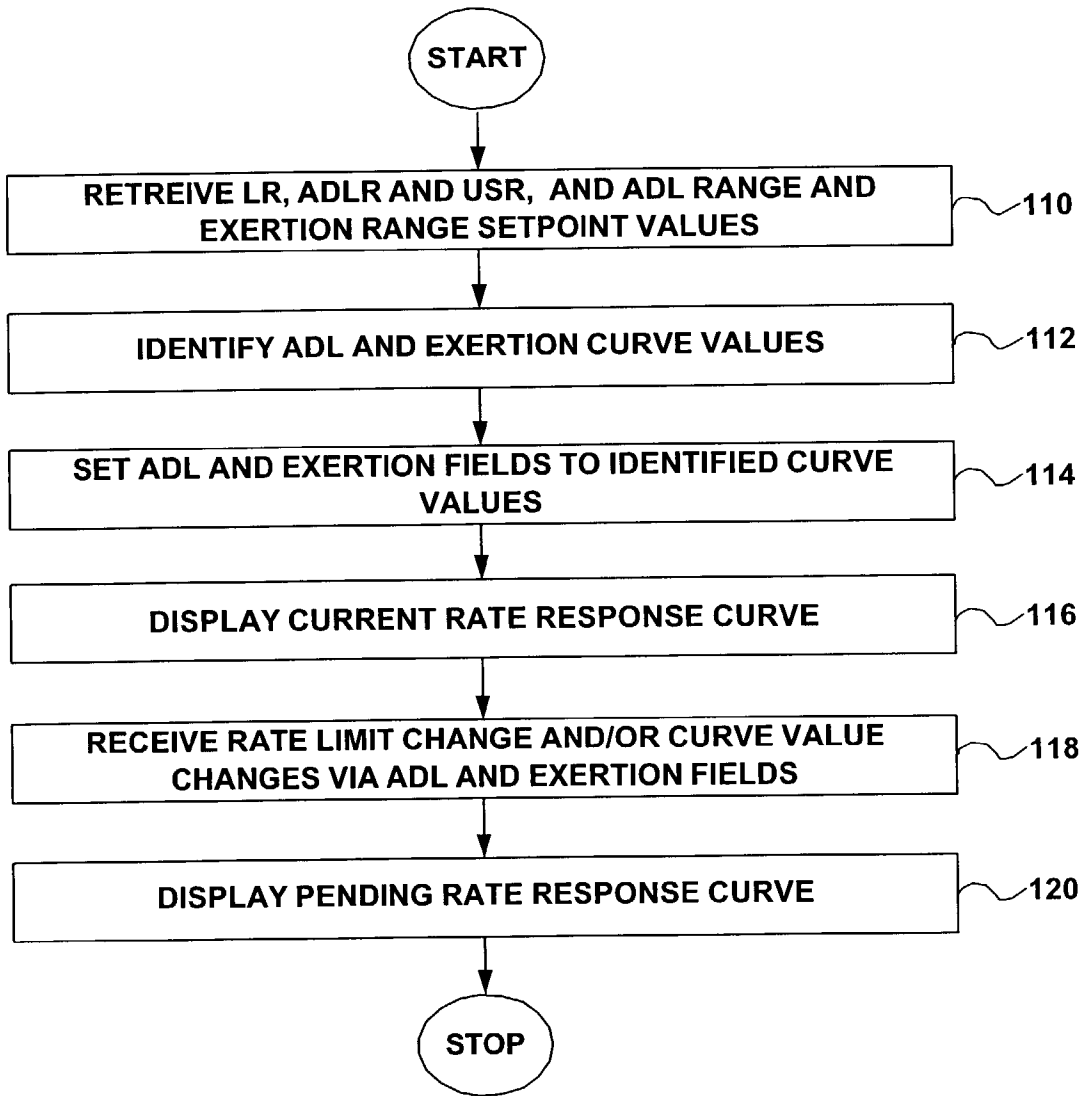 START
RETREIVE LR, ADLR AND USR, AND ADL RANGE AND
EXERTION RANGE SETPOINT VALUES
110
IDENTIFY ADL AND EXERTION CURVE VALUES
112
SET ADL AND EXERTION FIELDS TO IDENTIFIED CURVE
VALUES
114
DISPLAY CURRENT RATE RESPONSE CURVE
116
RECEIVE RATE LIMIT CHANGE AND/OR CURVE VALUE
CHANGES VIA ADL AND EXERTION FIELDS
118
DISPLAY PENDING RATE RESPONSE CURVE
120
STOP